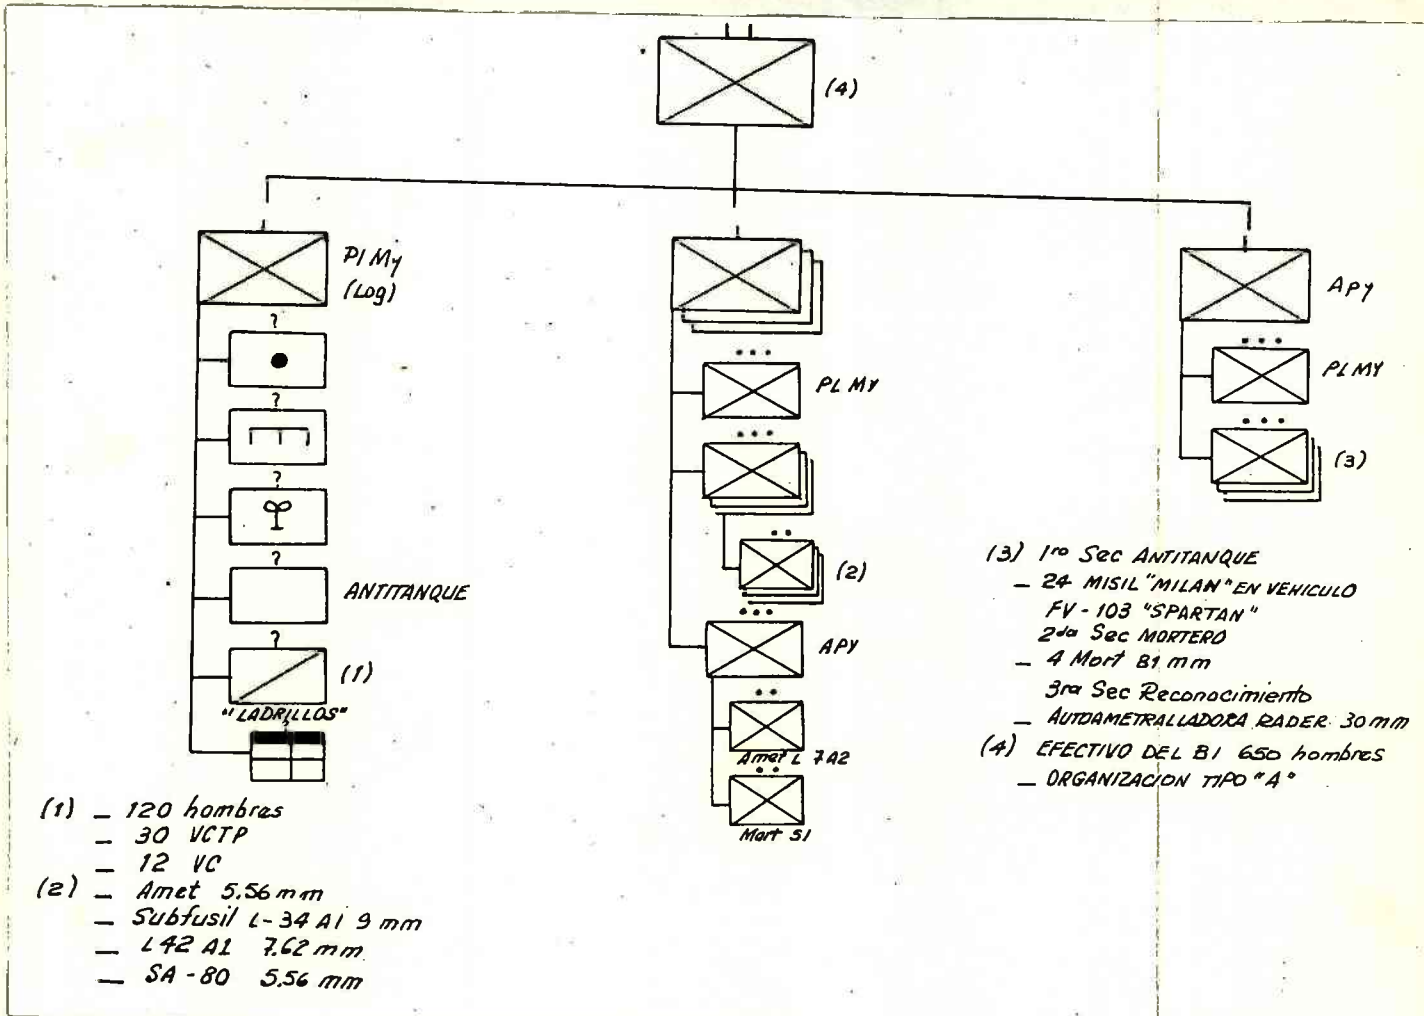 (4)
Pl My
(Log)
?
?
?
?
ANTITANQUE
?
(1)
"LADRILLOS"
?
PL MY
(2)
APY
Amet L 7A2
Mort 51
APY
PL MY
(3)
(1) _ 120 hombres
_ 30 VCTP
_ 12 VC
(2) _ Amet 5.56 mm
_ Subfusil L-34 A1 9 mm
_ L42 A1 7.62 mm
_ SA-80 5.56 mm
(3) 1ro Sec ANTITANQUE
_ 24 MISIL "MILAN" EN VEHICULO
FV-103 "SPARTAN"
2da Sec MORTERO
_ 4 Mort 81 mm
3ra Sec Reconocimiento
_ AUTOAMETRALLADORA RADER 30 mm
(4) EFECTIVO DEL BI 650 hombres
_ ORGANIZACION TIPO "A"